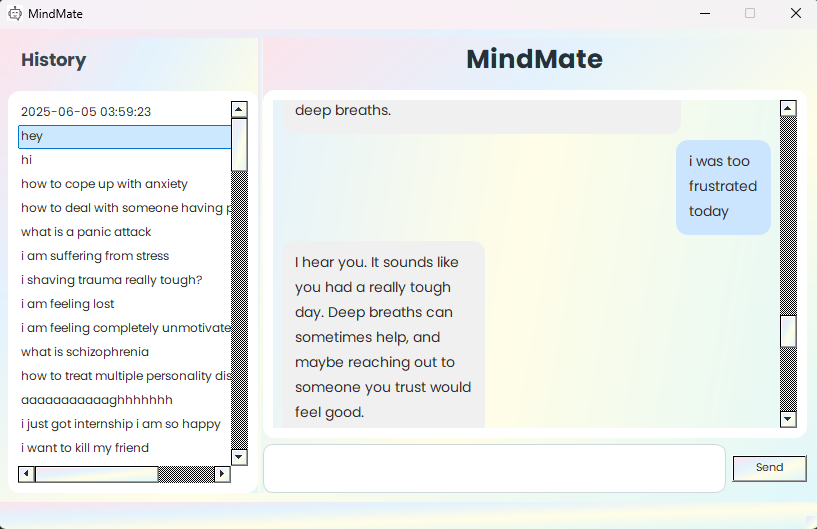 MindMate
History
2025-06-05 03:59:23
hey
hi
how to cope up with anxiety
how to deal with someone having p
what is a panic attack
i am suffering from stress
i shaving trauma really tough?
i am feeling lost
i am feeling completely unmotivate
what is schizophrenia
how to treat multiple personality dis
aaaaaaaaaaaghhhhhhh
i just got internship i am so happy
i want to kill my friend
MindMate
deep breaths.
i was too
frustrated
today
I hear you. It sounds like
you had a really tough
day. Deep breaths can
sometimes help, and
maybe reaching out to
someone you trust would
feel good.
Send